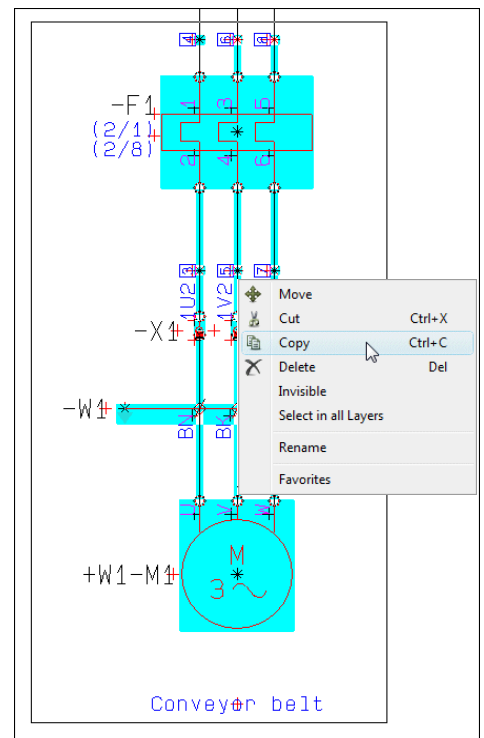 4 6 8
-F1 1 3 5
(2/1)
(2/8) 2 4 6
3 5 7
1U2 1V2
-X1
Move
Cut Ctrl+X
Copy Ctrl+C
Delete Del
Invisible
Select in all Layers
Rename
Favorites
-W1
BN BK
U V W
M
3
+W1-M1
Conveyor belt